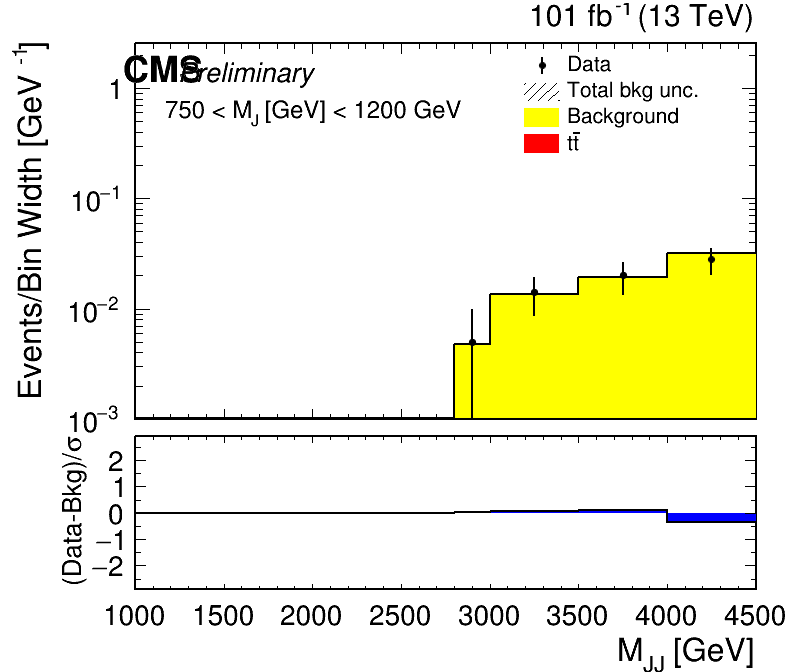 101 fb⁻¹ (13 TeV)
CMS Preliminary
750 < M_J [GeV] < 1200 GeV
Data
Total bkg unc.
Background
tt̄
Events/Bin Width [GeV⁻¹]
1
10⁻¹
10⁻²
10⁻³
(Data-Bkg)/σ
2
1
0
−1
−2
1000 1500 2000 2500 3000 3500 4000 4500
M_JJ [GeV]